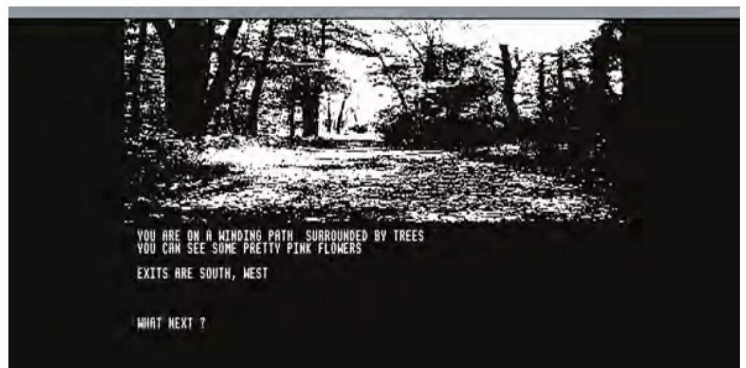 YOU ARE ON A WINDING PATH SURROUNDED BY TREES
YOU CAN SEE SOME PRETTY PINK FLOWERS
EXITS ARE SOUTH, WEST
WHAT NEXT ?